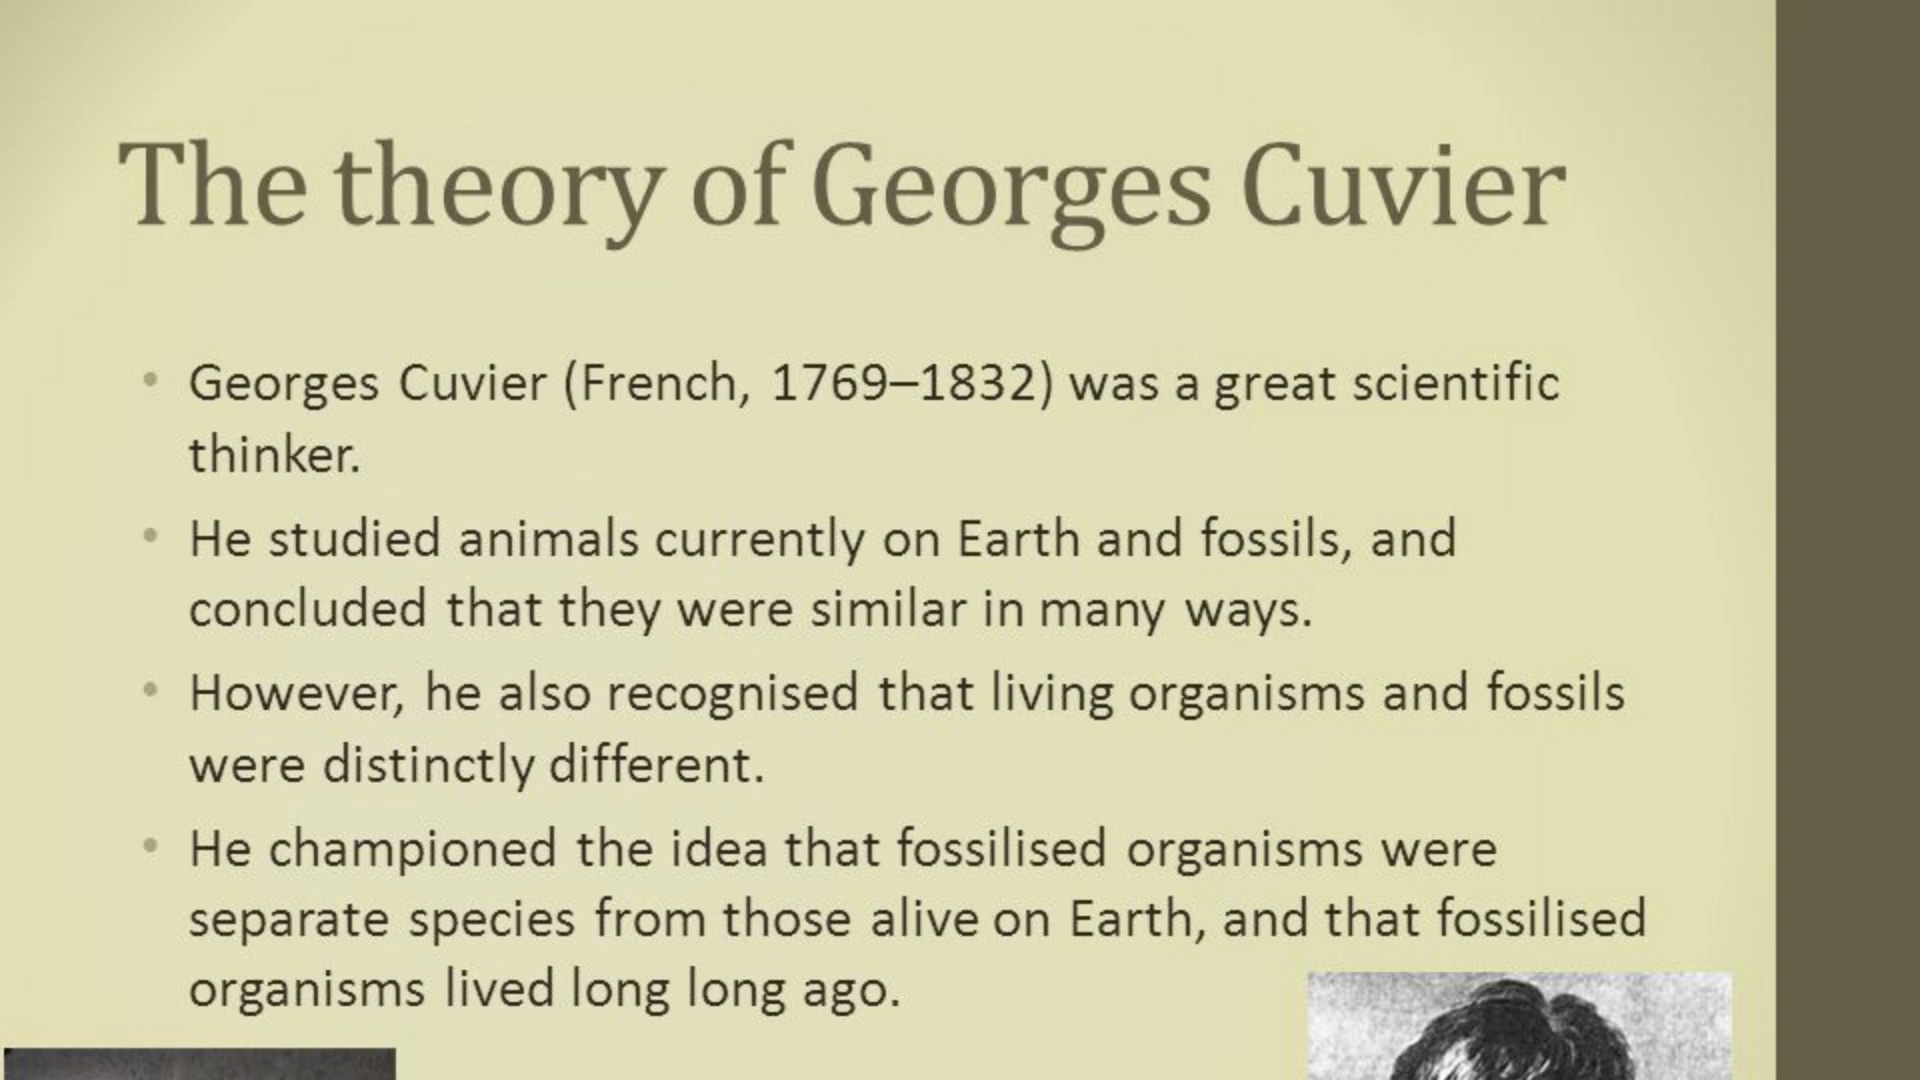 The theory of Georges Cuvier
• Georges Cuvier (French, 1769–1832) was a great scientific
thinker.
• He studied animals currently on Earth and fossils, and
concluded that they were similar in many ways.
• However, he also recognised that living organisms and fossils
were distinctly different.
• He championed the idea that fossilised organisms were
separate species from those alive on Earth, and that fossilised
organisms lived long long ago.